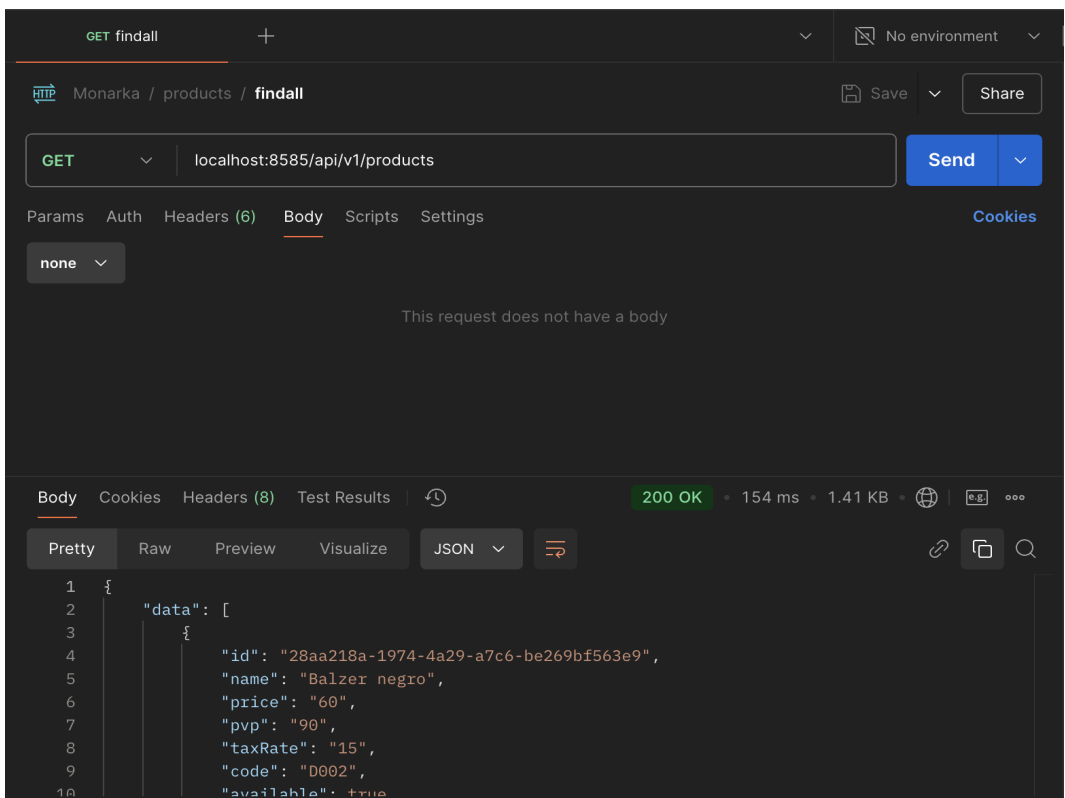 GET findall
No environment
HTTP Monarka / products / findall
Save
Share
GET
localhost:8585/api/v1/products
Send
Params Auth Headers (6) Body Scripts Settings Cookies
none
This request does not have a body
Body Cookies Headers (8) Test Results 200 OK • 154 ms • 1.41 KB • e.g.
Pretty Raw Preview Visualize JSON
1 {
2 "data": [
3 {
4 "id": "28aa218a-1974-4a29-a7c6-be269bf563e9",
5 "name": "Balzer negro",
6 "price": "60",
7 "pvp": "90",
8 "taxRate": "15",
9 "code": "D002",
10 "available": true